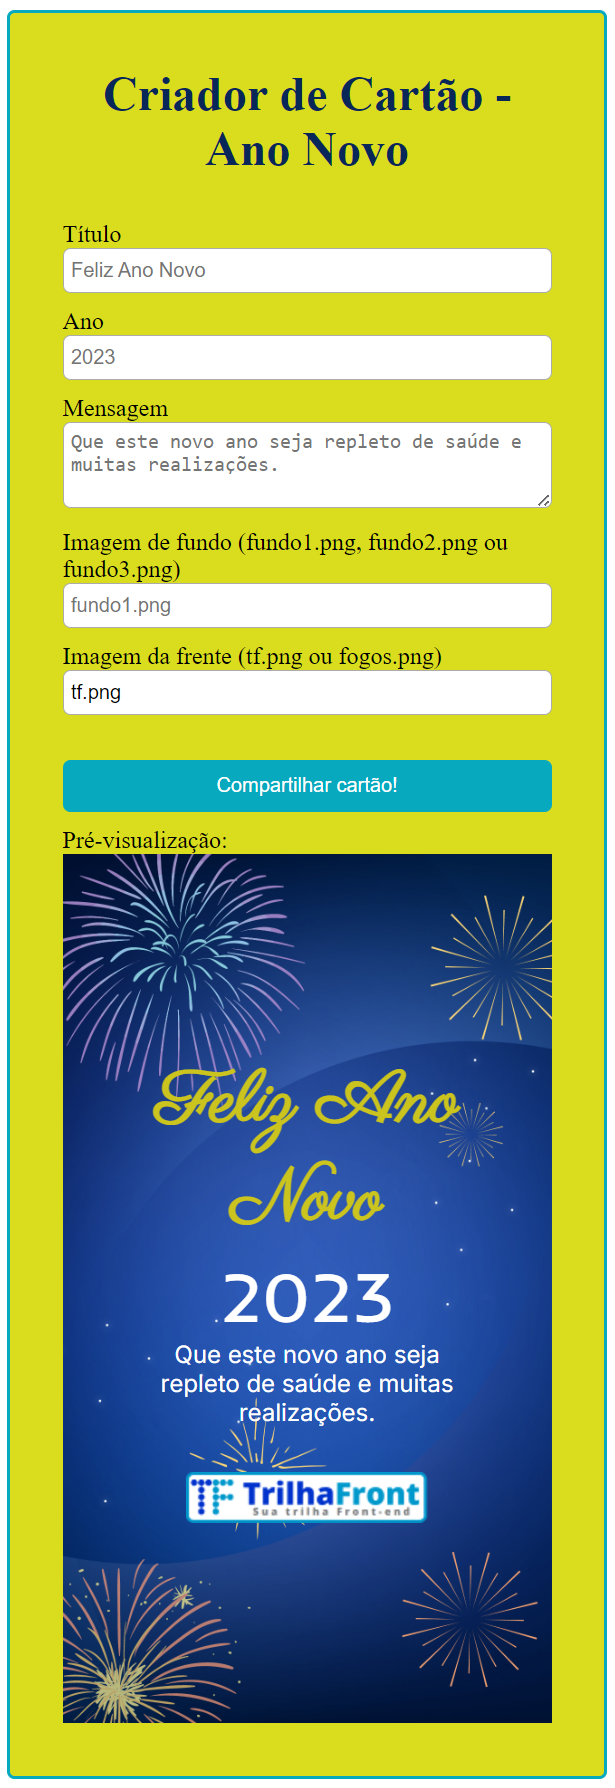 Criador de Cartão -
Ano Novo
Título
Feliz Ano Novo
Ano
2023
Mensagem
Que este novo ano seja repleto de saúde e
muitas realizações.
Imagem de fundo (fundo1.png, fundo2.png ou
fundo3.png)
fundo1.png
Imagem da frente (tf.png ou fogos.png)
tf.png
Compartilhar cartão!
Pré-visualização:
Feliz Ano
Novo
2023
Que este novo ano seja
repleto de saúde e muitas
realizações.
TF TrilhaFront
Sua trilha Front-end